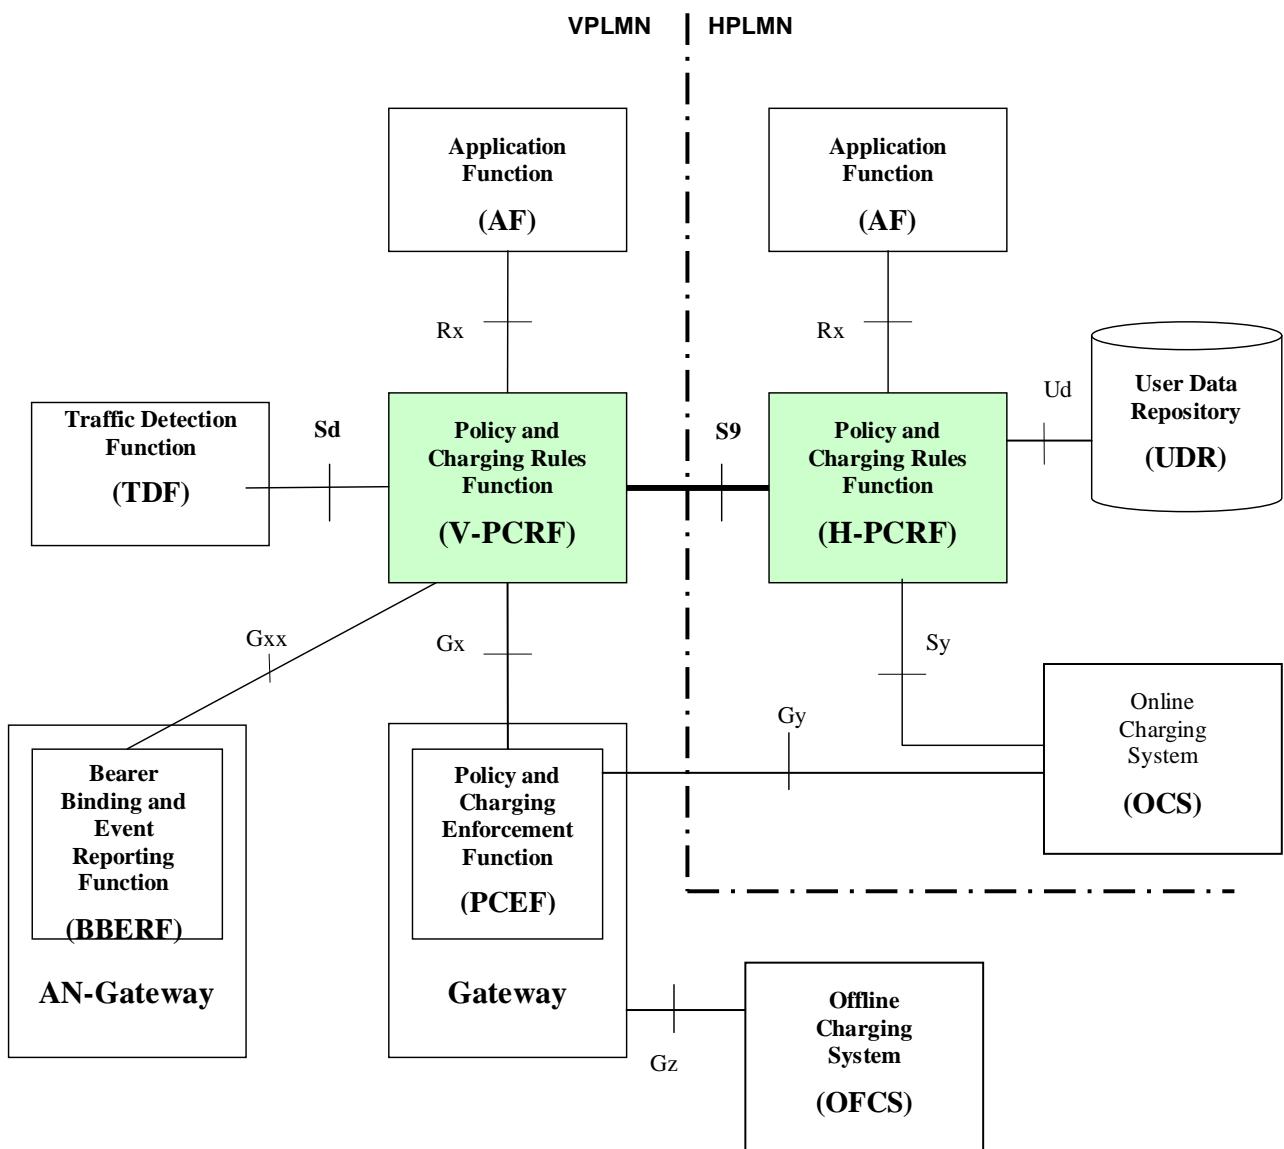 VPLMN
HPLMN
Application
Function
(AF)
Application
Function
(AF)
Rx
Rx
User Data
Repository
(UDR)
Ud
Traffic Detection
Function
(TDF)
Sd
Policy and
Charging Rules
Function
(V-PCRF)
S9
Policy and
Charging Rules
Function
(H-PCRF)
Gxx
Gx
Sy
Gy
Online
Charging
System
(OCS)
Bearer
Binding and
Event
Reporting
Function
(BBERF)
AN-Gateway
Policy and
Charging
Enforcement
Function
(PCEF)
Gateway
Gz
Offline
Charging
System
(OFCS)